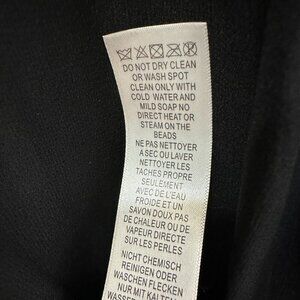 DO NOT DRY CLEAN
OR WASH SPOT
CLEAN ONLY WITH
COLD WATER AND
MILD SOAP NO
DIRECT HEAT OR
STEAM ON THE
BEADS
NE PAS NETTOYER
A SEC OU LAVER
NETTOYER LES
TACHES PROPRE
SEULEMENT
AVEC DE L'EAU
FROIDE ET UN
SAVON DOUX PAS
DE CHALEUR OU DE
VAPEUR DIRECTE
SUR LES PERLES
NICHT CHEMISCH
REINIGEN ODER
WASCHEN FLECKEN
NUR MIT KALTEM